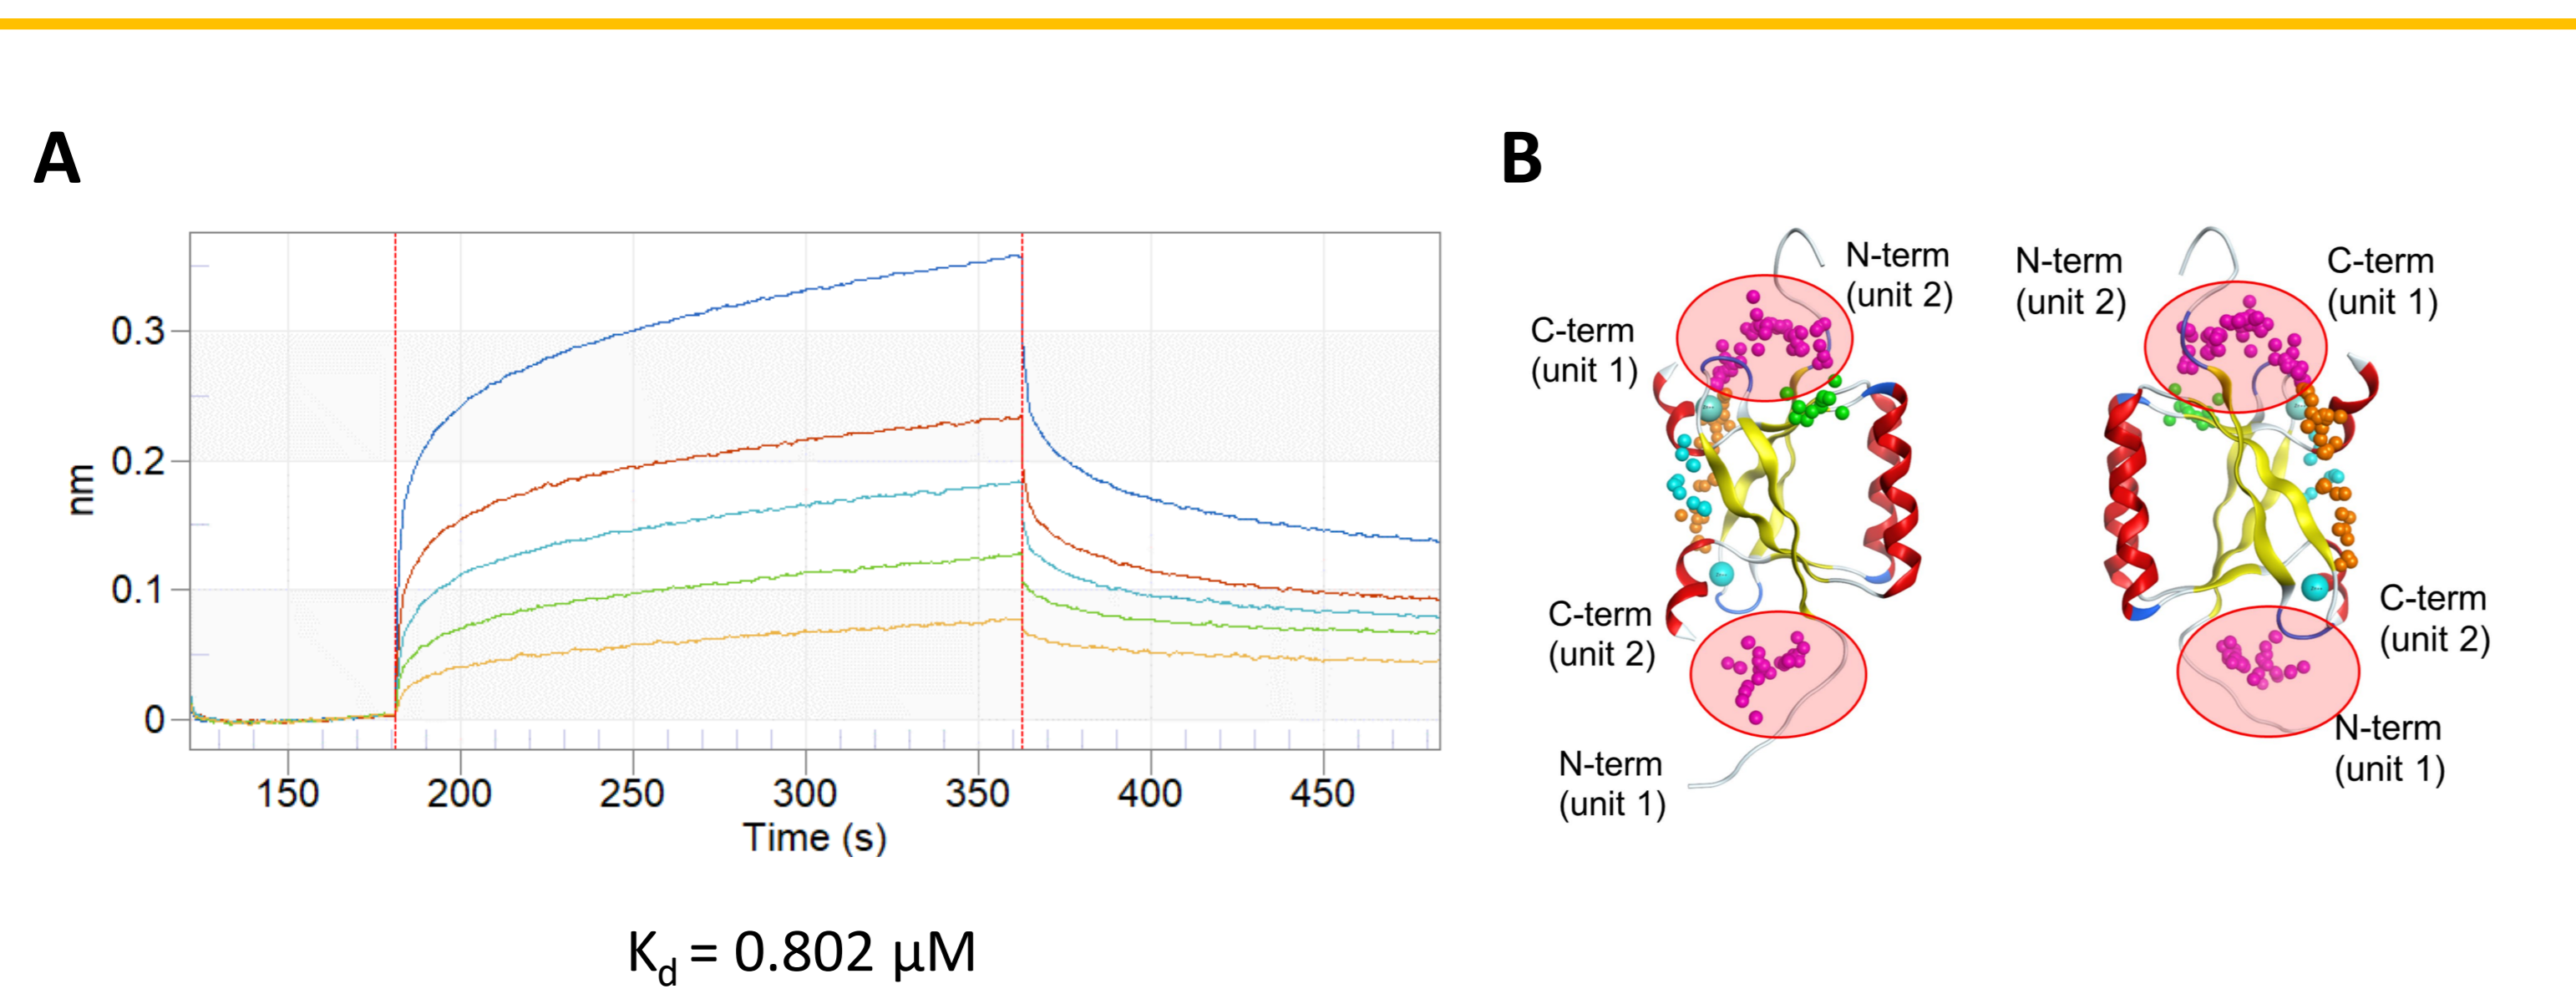 A
B
0.3
0.2
0.1
0
nm
150 200 250 300 350 400 450
Time (s)
K_d = 0.802 µM
N-term
(unit 2)
C-term
(unit 1)
C-term
(unit 2)
N-term
(unit 1)
N-term
(unit 2)
C-term
(unit 1)
C-term
(unit 2)
N-term
(unit 1)